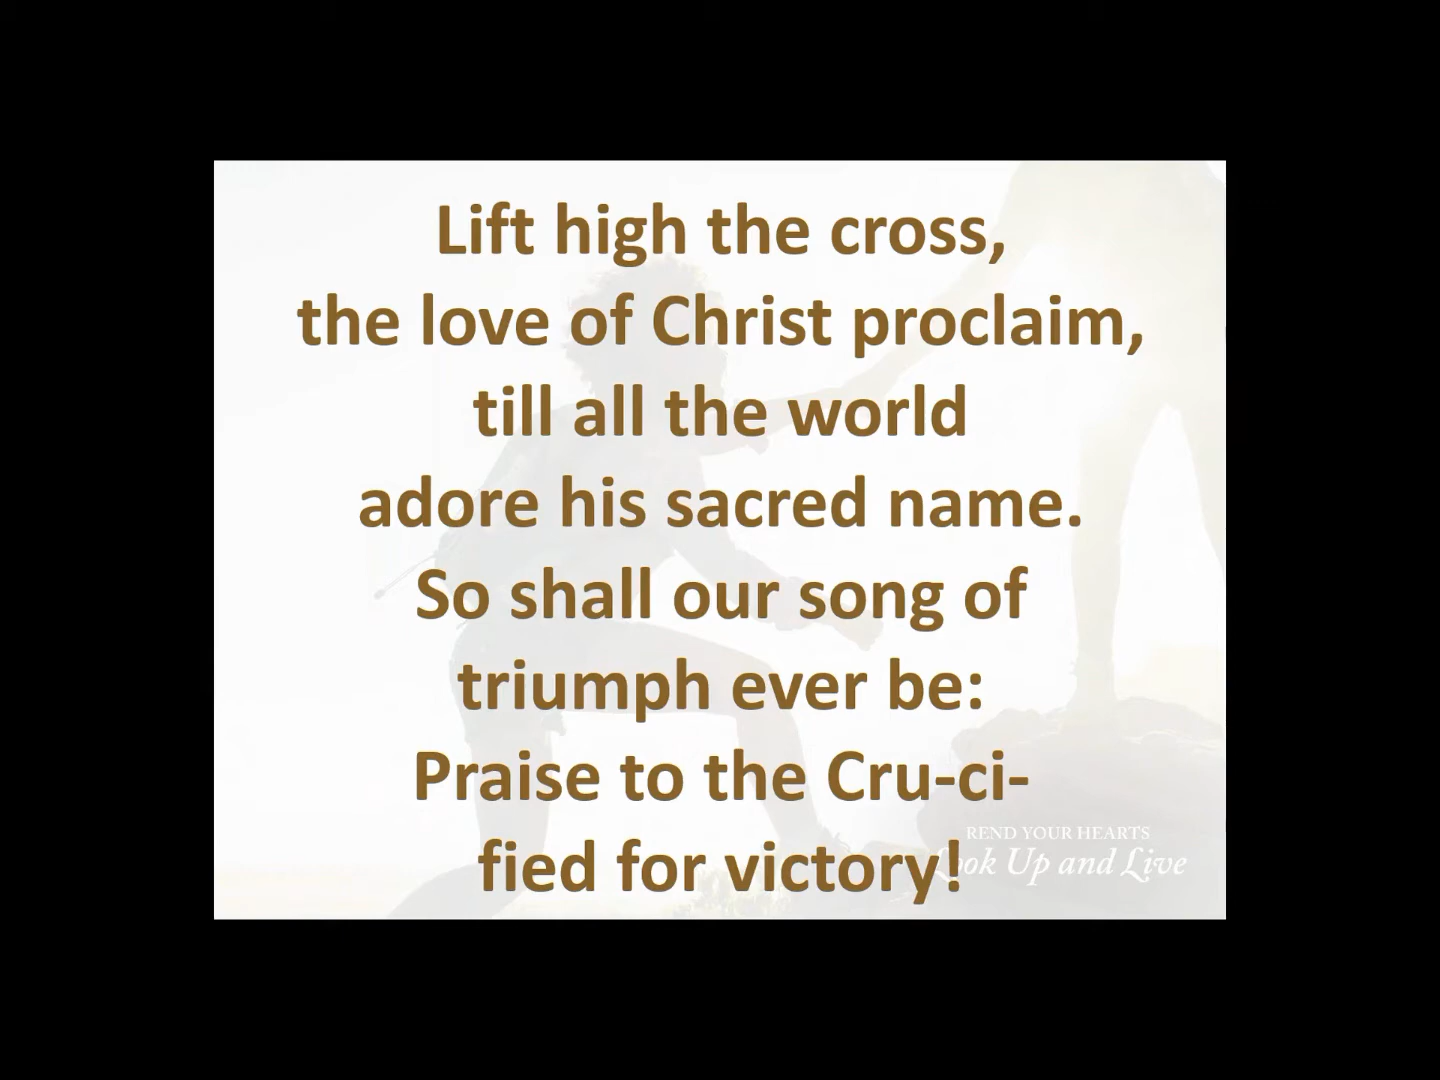 Lift high the cross,
the love of Christ proclaim,
till all the world
adore his sacred name.
So shall our song of
triumph ever be:
Praise to the Cru-ci-
fied for victory!
REND YOUR HEARTS
Look Up and Live